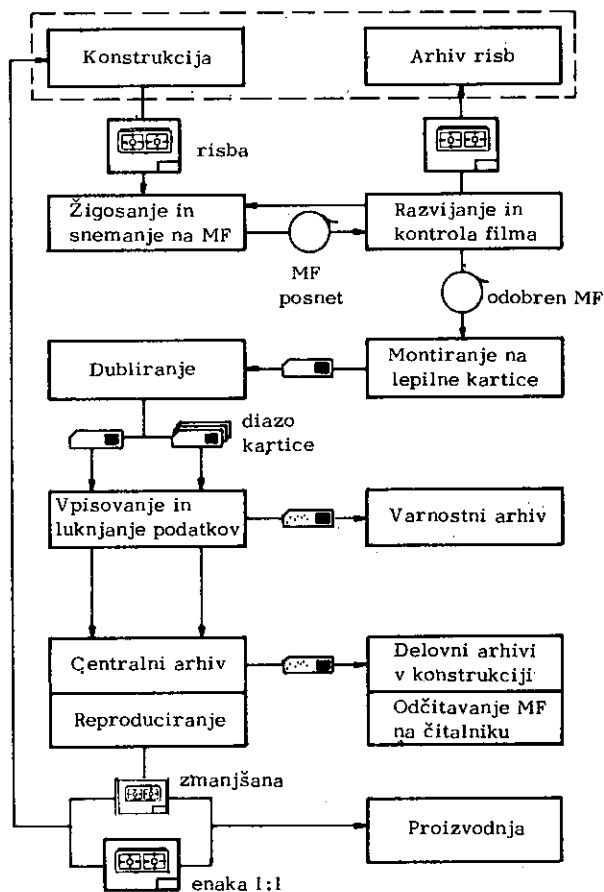 Konstrukcija
Arhiv risb
risba
Žigosanje in
snemanje na MF
MF
posnet
Razvijanje in
kontrola filma
odobren MF
Dubliranje
Montiranje na
lepilne kartice
diazo
kartice
Vpisovanje in
luknjanje podatkov
Varnostni arhiv
Centralni arhiv
Reproduciranje
Delovni arhivi
v konstrukciji
Odčitavanje MF
na čitalniku
zmanjšana
Proizvodnja
enaka 1:1